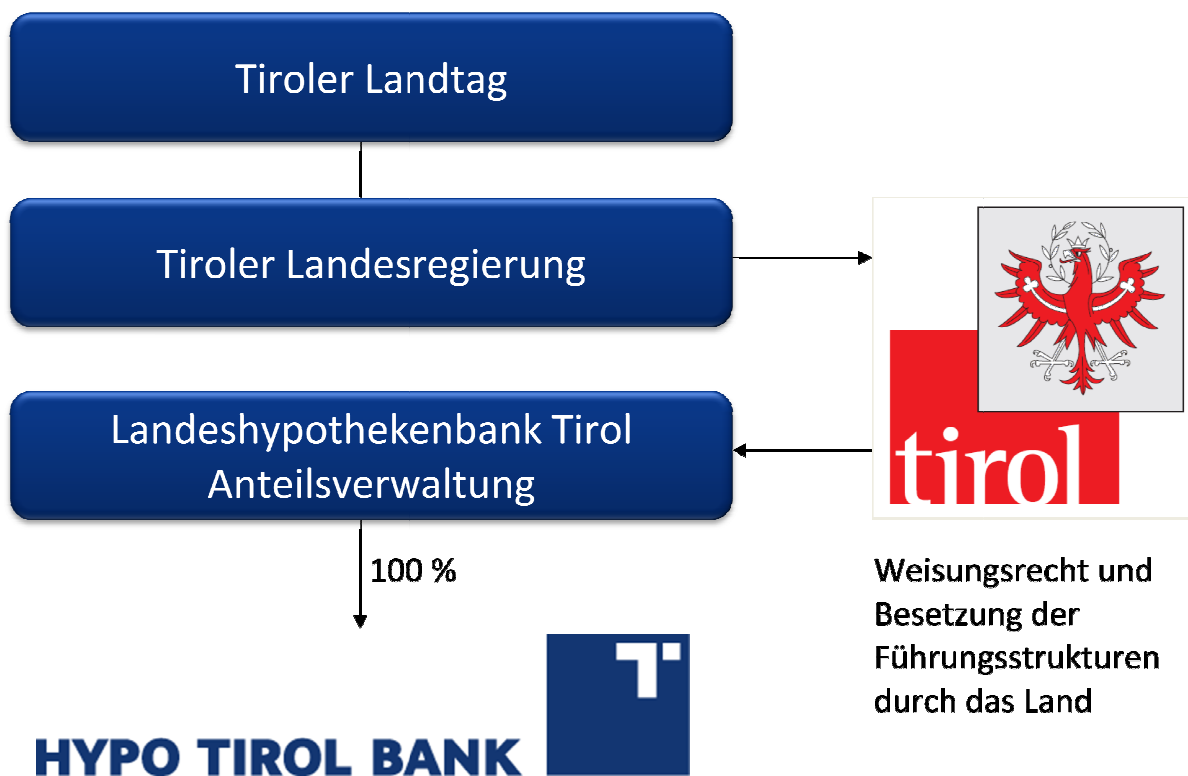 Tiroler Landtag
Tiroler Landesregierung
tirol
Landeshypothekenbank Tirol
Anteilsverwaltung
100 %
Weisungsrecht und
Besetzung der
Führungsstrukturen
durch das Land
HYPO TIROL BANK